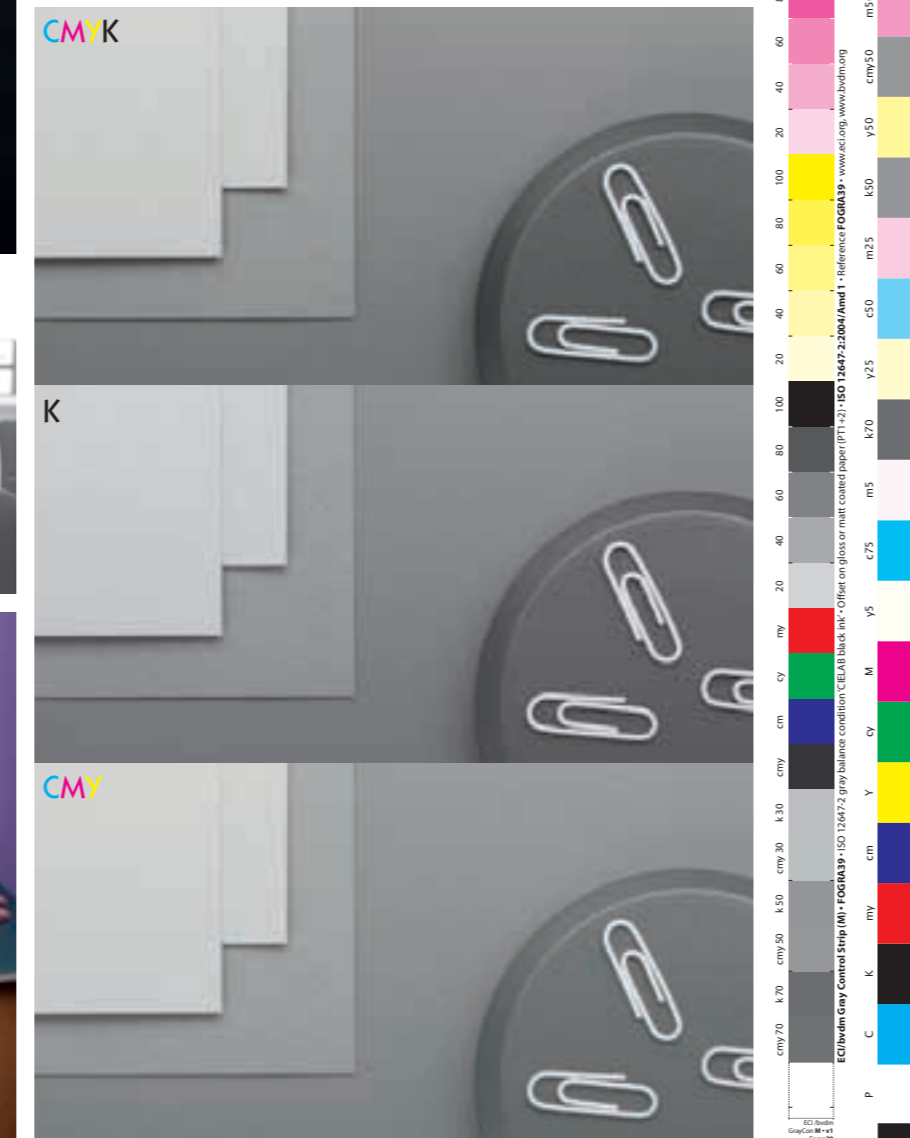 CMYK
K
CMY
60
40
20
100
80
60
40
20
100
80
60
40
20
my
cy
cm
cmy
k 30
cmy 30
k 50
cmy 50
k 70
cmy 70
ECI/bvdm Gray Control Strip (M) • FOGRA39 • ISO 12647-2 gray balance condition 'CIELAB black ink' • Offset on gloss or matt coated paper (PT1+2) • ISO 12647-2:2004/Amd 1 • Reference FOGRA39 • www.eci.org, www.bvdm.org
ECI/bvdm
GrayCon M • v1
m5
cmy50
y50
k50
m25
c50
y25
k70
m5
c75
y5
M
cy
Y
cm
my
K
C
P